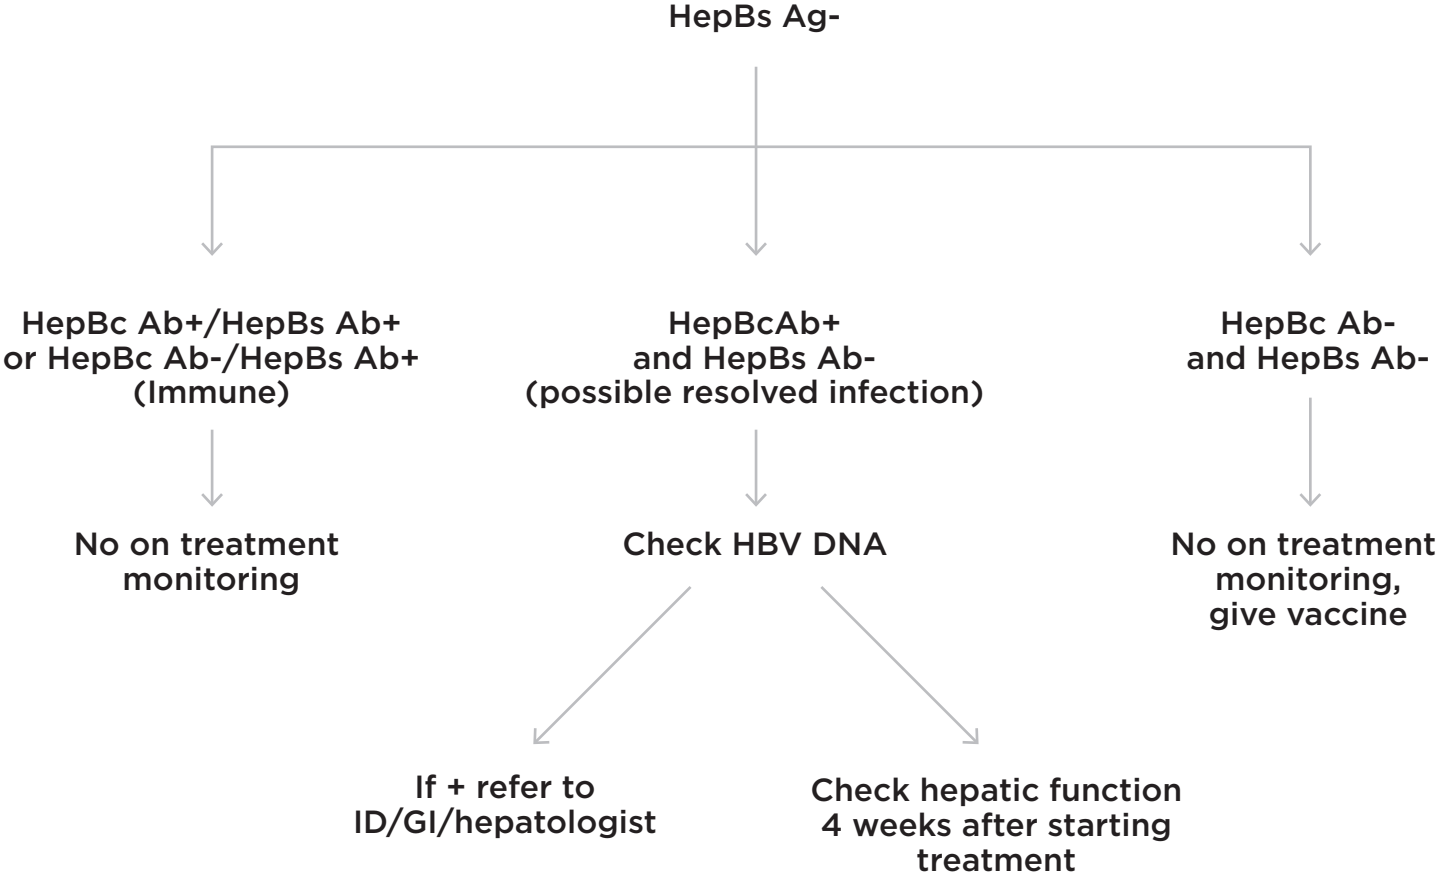 HepBs Ag-
HepBc Ab+/HepBs Ab+
or HepBc Ab-/HepBs Ab+
(Immune)
HepBcAb+
and HepBs Ab-
(possible resolved infection)
HepBc Ab-
and HepBs Ab-
No on treatment
monitoring
Check HBV DNA
No on treatment
monitoring,
give vaccine
If + refer to
ID/GI/hepatologist
Check hepatic function
4 weeks after starting
treatment